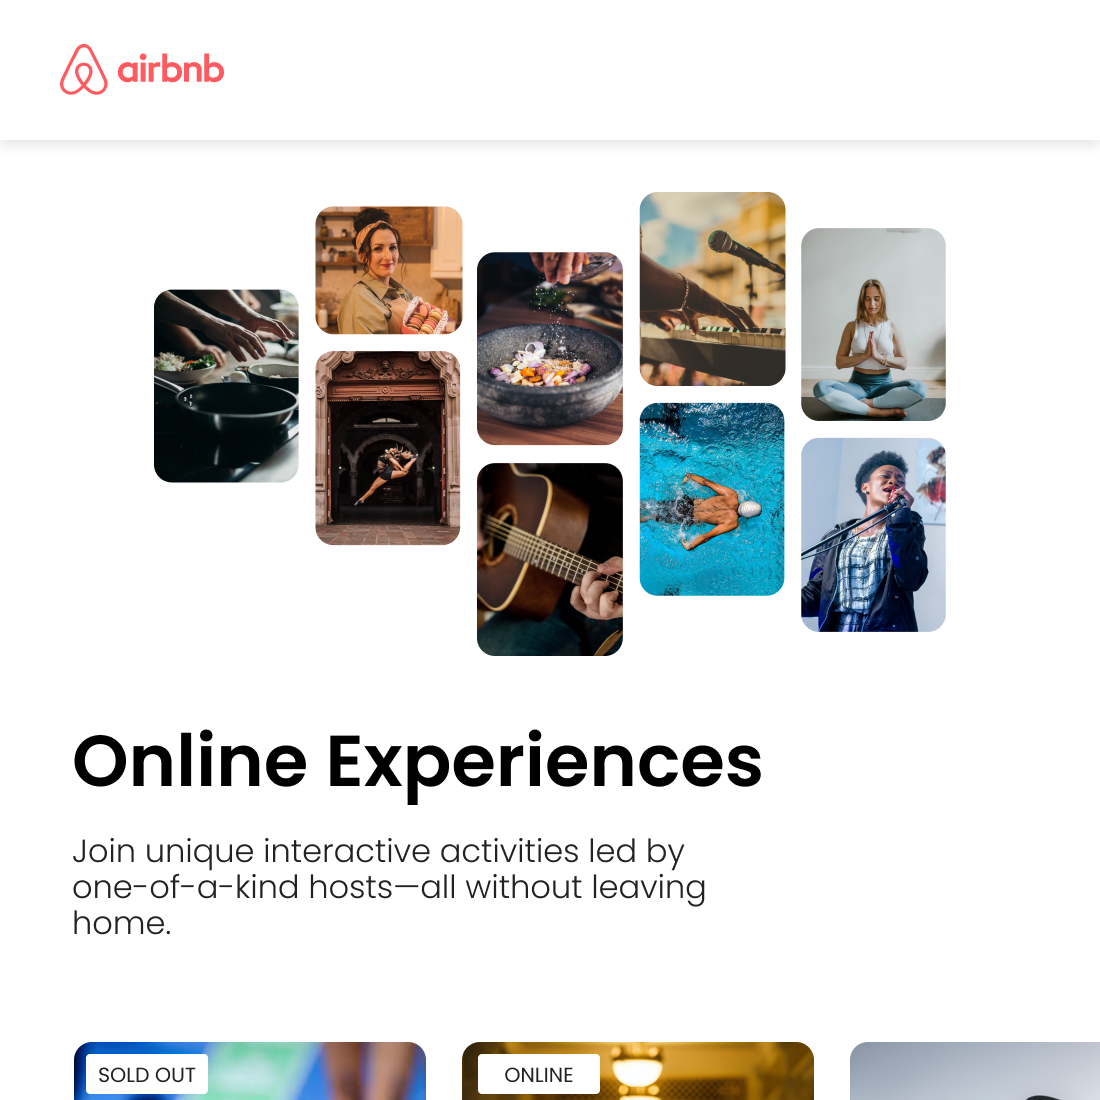 airbnb
Online Experiences
Join unique interactive activities led by
one-of-a-kind hosts—all without leaving
home.
SOLD OUT
ONLINE